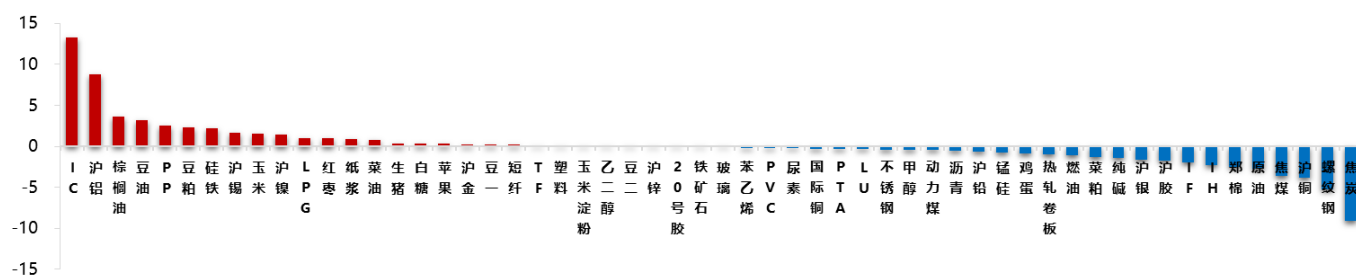 15
10
5
0
-5
-10
-15
IC
沪铝
棕榈油
豆油
PP
豆粕
硅铁
沪锡
玉米
沪镍
LPG
红枣
纸浆
菜油
生猪
白糖
苹果
沪金
豆一
短纤
TF
塑料
玉米淀粉
乙二醇
豆二
沪锌
20号胶
铁矿石
玻璃
苯乙烯
PVC
尿素
国际铜
PTA
LU
不锈钢
甲醇
动力煤
沥青
沪铅
锰硅
鸡蛋
热轧卷板
燃油
菜粕
纯碱
沪银
沪胶
IF
IH
郑棉
原油
焦煤
沪铜
螺纹钢
焦炭